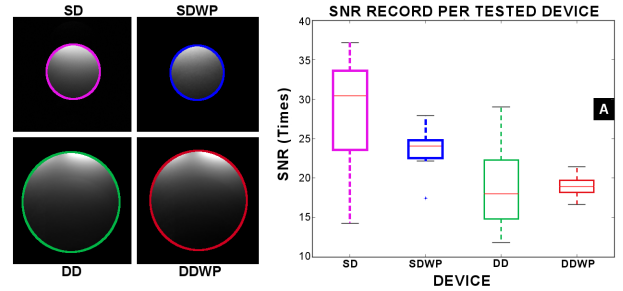 SD
SDWP
DD
DDWP
SNR RECORD PER TESTED DEVICE
SNR (Times)
40
35
30
25
20
15
10
A
SD
SDWP
DD
DDWP
DEVICE